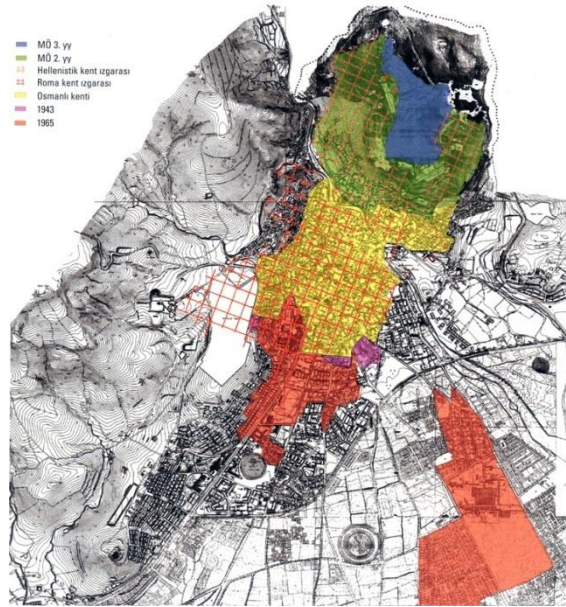 MÖ 3. yy
MÖ 2. yy
Hellenistik kent ızgarası
Roma kent ızgarası
Osmanlı kenti
1943
1965